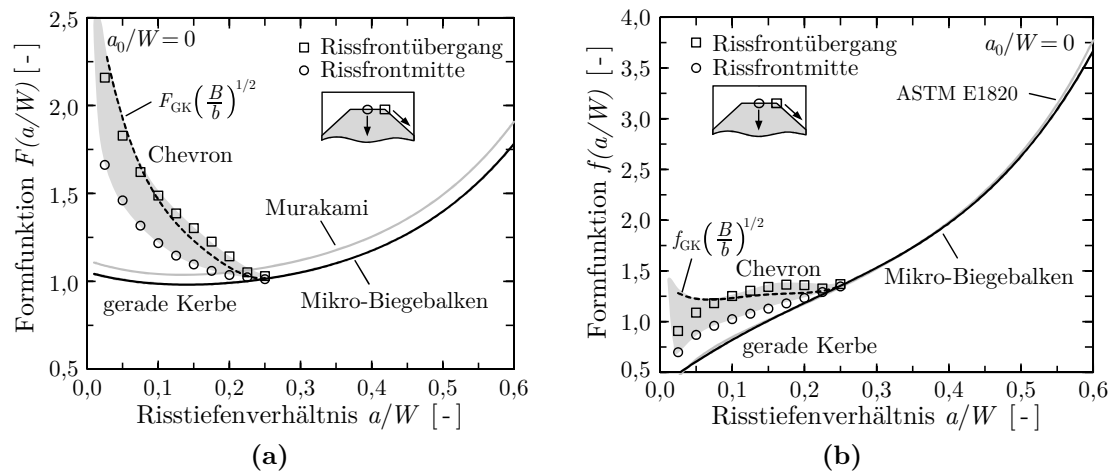 a₀/W = 0
Rissfrontübergang
Rissfrontmitte
F_GK (B/b)^1/2
Chevron
Murakami
gerade Kerbe
Mikro-Biegebalken
Formfunktion F(a/W) [ - ]
2,5
2,0
1,5
1,0
0,5
0,0 0,1 0,2 0,3 0,4 0,5 0,6
Risstiefenverhältnis a/W [ - ]
(a)
Rissfrontübergang
Rissfrontmitte
a₀/W = 0
ASTM E1820
f_GK (B/b)^1/2
Chevron
Mikro-Biegebalken
gerade Kerbe
Formfunktion f(a/W) [ - ]
4,0
3,5
3,0
2,5
2,0
1,5
1,0
0,5
0,0 0,1 0,2 0,3 0,4 0,5 0,6
Risstiefenverhältnis a/W [ - ]
(b)